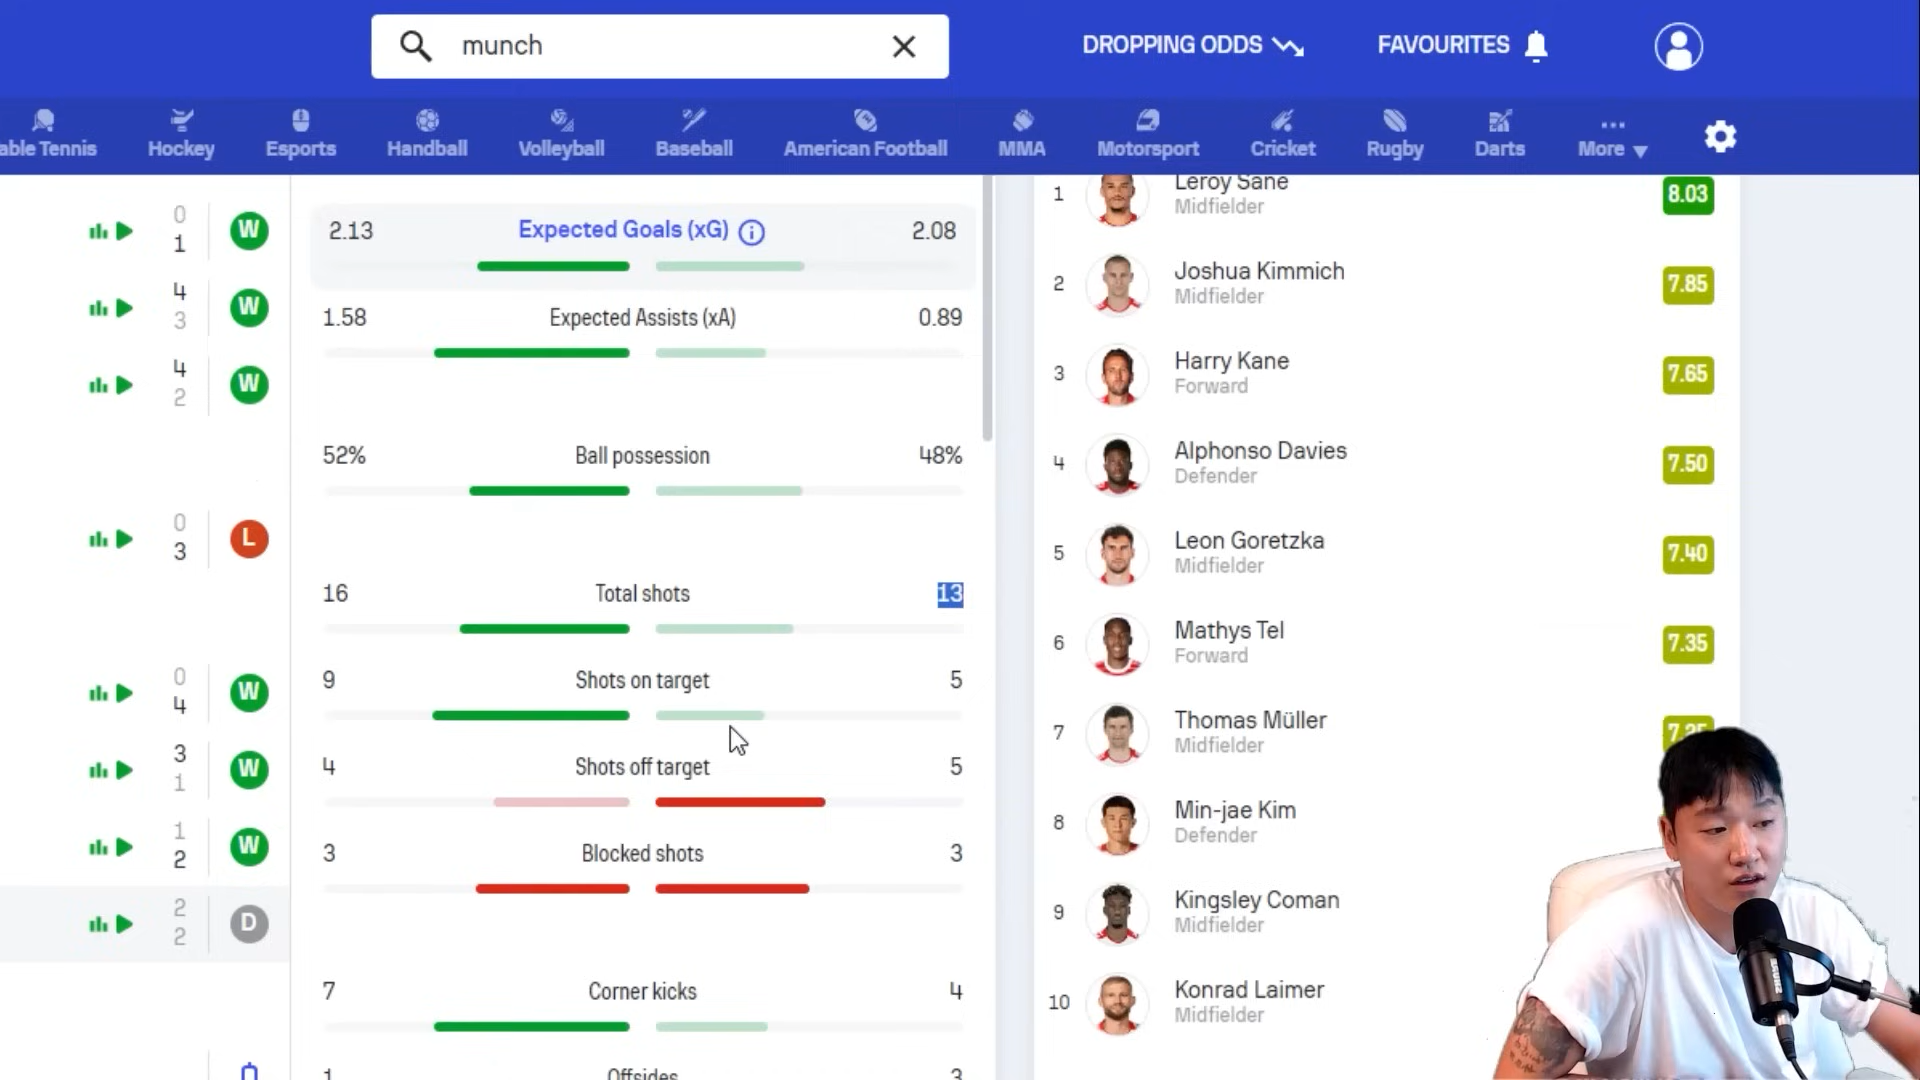 munch
DROPPING ODDS
FAVOURITES
able Tennis
Hockey
Esports
Handball
Volleyball
Baseball
American Football
MMA
Motorsport
Cricket
Rugby
Darts
More
0
1
W
4
3
W
4
2
W
0
3
L
0
4
W
3
1
W
1
2
W
2
2
D
2.13 Expected Goals (xG) 2.08
1.58 Expected Assists (xA) 0.89
52% Ball possession 48%
16 Total shots 13
9 Shots on target 5
4 Shots off target 5
3 Blocked shots 3
7 Corner kicks 4
1 Offsides 3
1 Leroy Sane 8.03
Midfielder
2 Joshua Kimmich 7.85
Midfielder
3 Harry Kane 7.65
Forward
4 Alphonso Davies 7.50
Defender
5 Leon Goretzka 7.40
Midfielder
6 Mathys Tel 7.35
Forward
7 Thomas Müller
Midfielder
8 Min-jae Kim
Defender
9 Kingsley Coman
Midfielder
10 Konrad Laimer
Midfielder